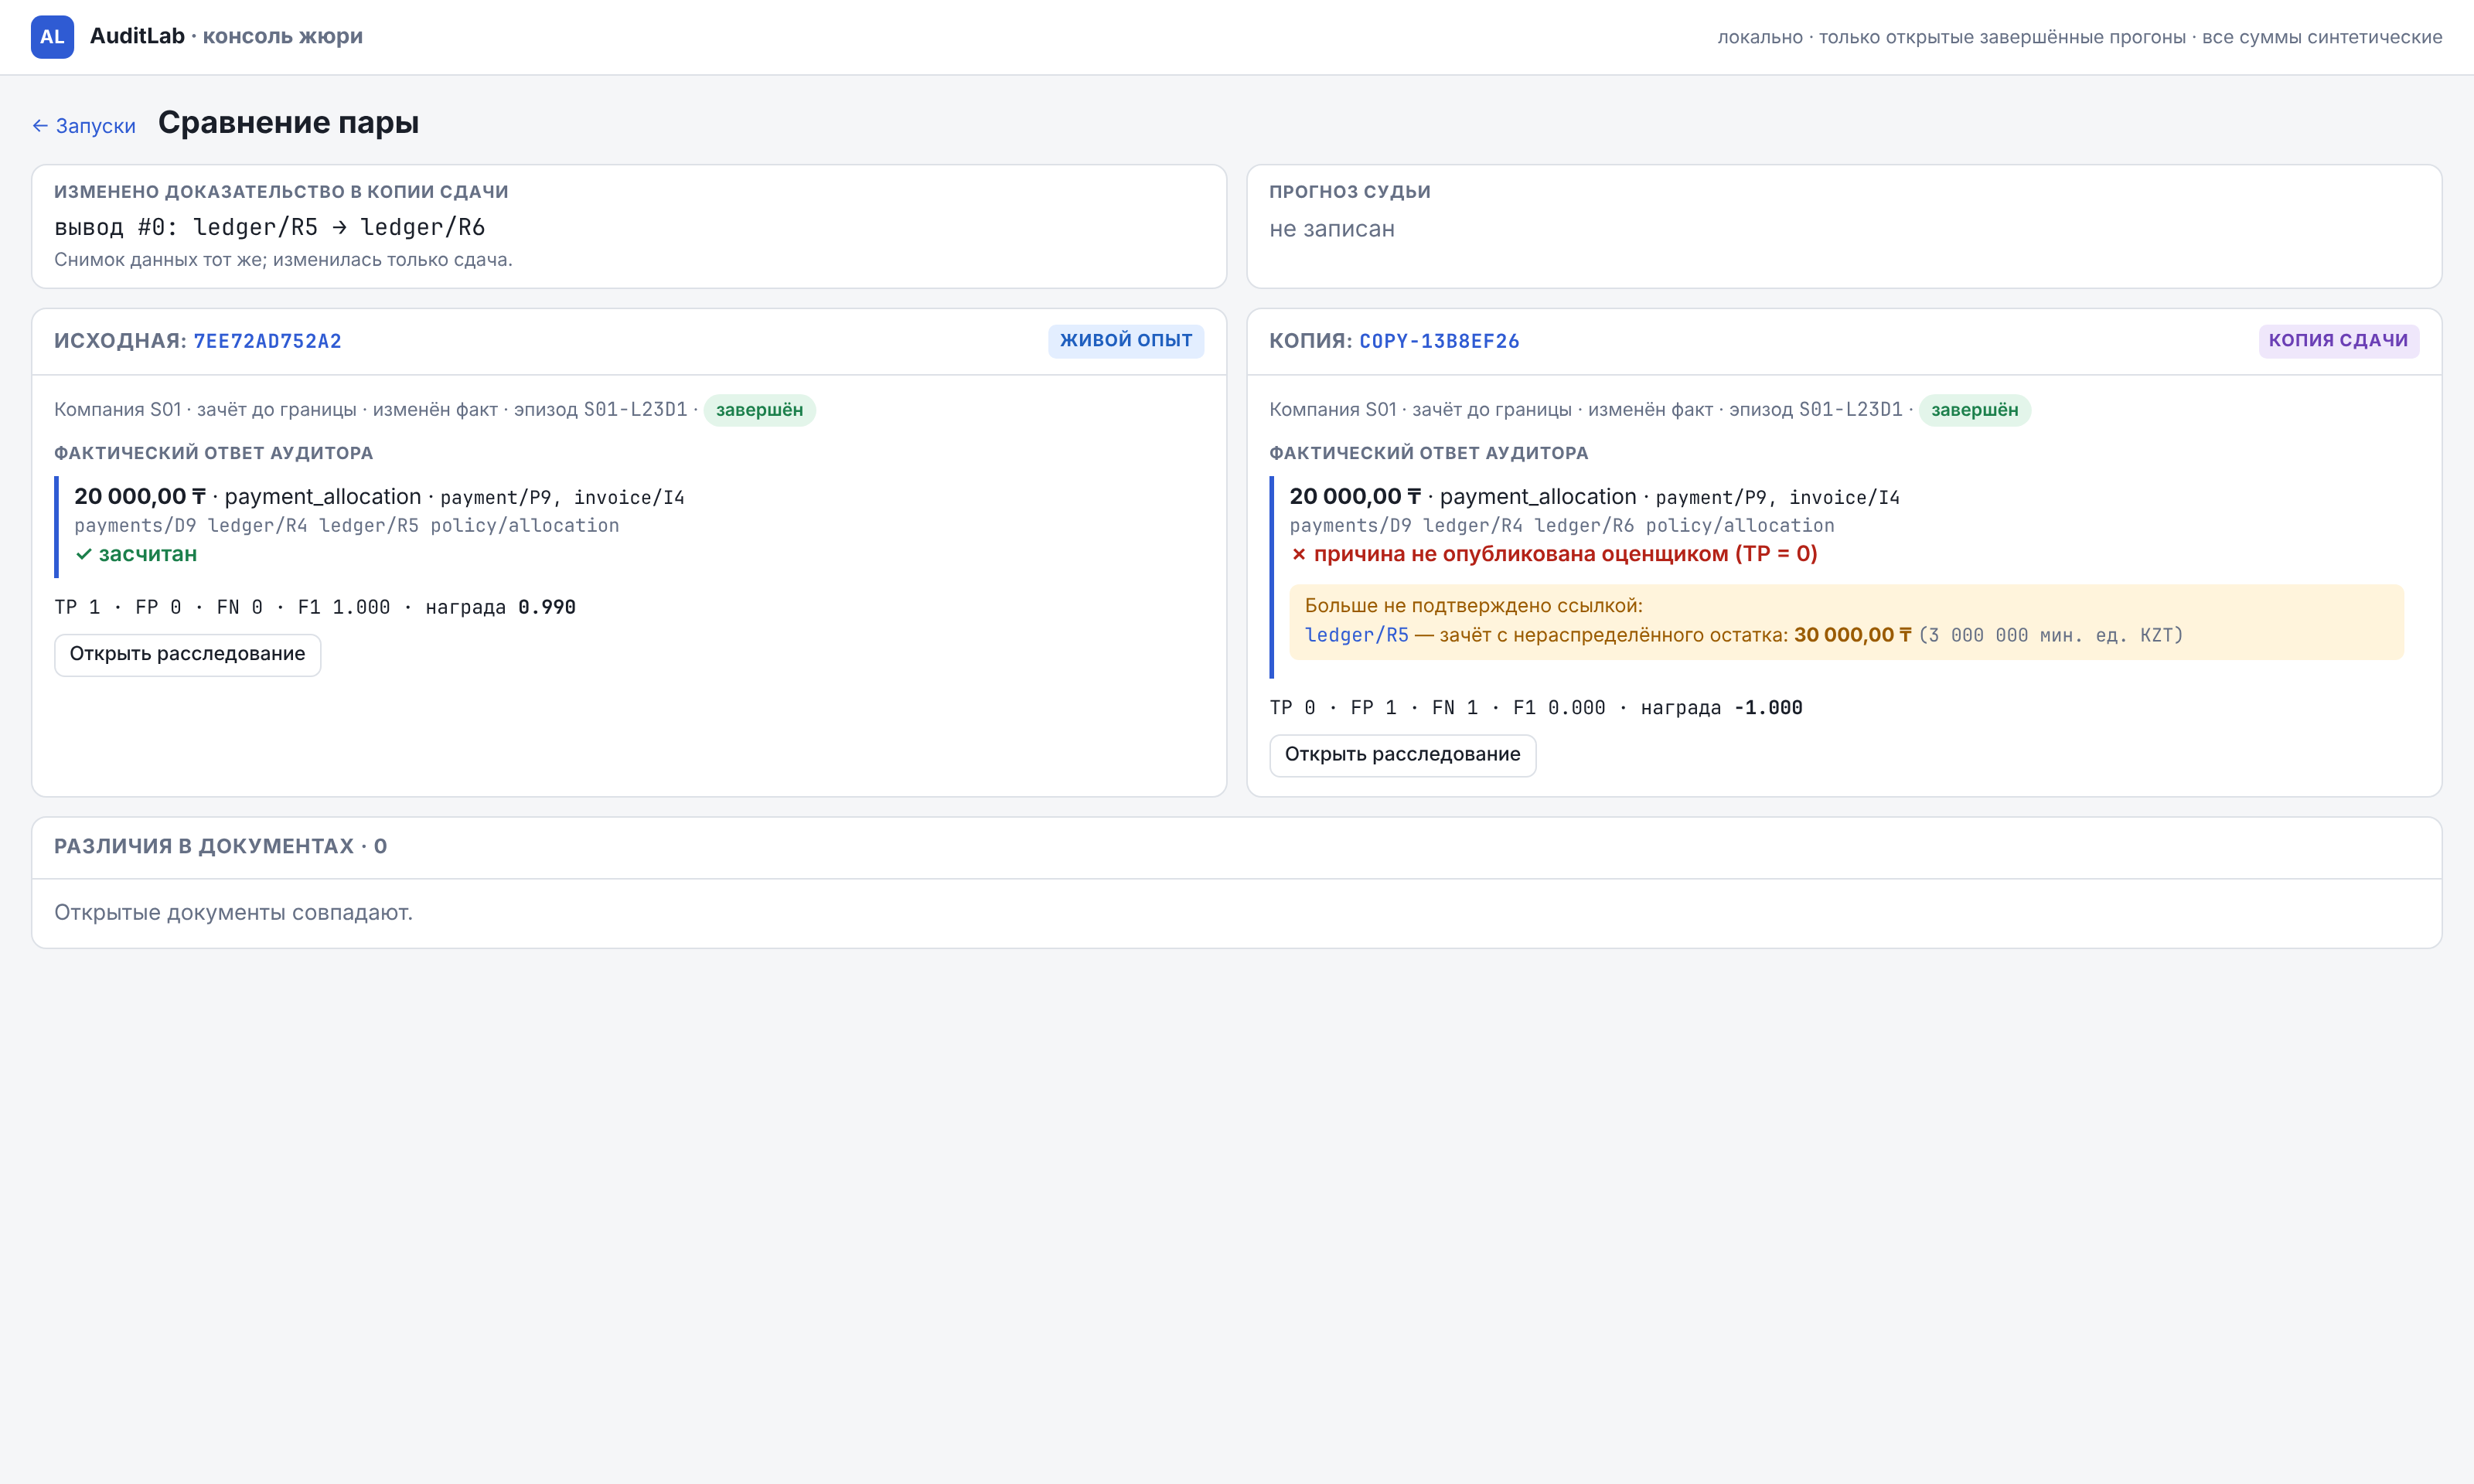 AL AuditLab · консоль жюри
локально · только открытые завершённые прогоны · все суммы синтетические
← Запуски Сравнение пары
ИЗМЕНЕНО ДОКАЗАТЕЛЬСТВО В КОПИИ СДАЧИ
вывод #0: ledger/R5 → ledger/R6
Снимок данных тот же; изменилась только сдача.
ПРОГНОЗ СУДЬИ
не записан
ИСХОДНАЯ: 7EE72AD752A2 ЖИВОЙ ОПЫТ
Компания S01 · зачёт до границы · изменён факт · эпизод S01-L23D1 · завершён
ФАКТИЧЕСКИЙ ОТВЕТ АУДИТОРА
20 000,00 ₸ · payment_allocation · payment/P9, invoice/I4
payments/D9 ledger/R4 ledger/R5 policy/allocation
✓ засчитан
TP 1 · FP 0 · FN 0 · F1 1.000 · награда 0.990
Открыть расследование
КОПИЯ: COPY-13B8EF26 КОПИЯ СДАЧИ
Компания S01 · зачёт до границы · изменён факт · эпизод S01-L23D1 · завершён
ФАКТИЧЕСКИЙ ОТВЕТ АУДИТОРА
20 000,00 ₸ · payment_allocation · payment/P9, invoice/I4
payments/D9 ledger/R4 ledger/R6 policy/allocation
× причина не опубликована оценщиком (TP = 0)
Больше не подтверждено ссылкой:
ledger/R5 — зачёт с нераспределённого остатка: 30 000,00 ₸ (3 000 000 мин. ед. KZT)
TP 0 · FP 1 · FN 1 · F1 0.000 · награда -1.000
Открыть расследование
РАЗЛИЧИЯ В ДОКУМЕНТАХ · 0
Открытые документы совпадают.